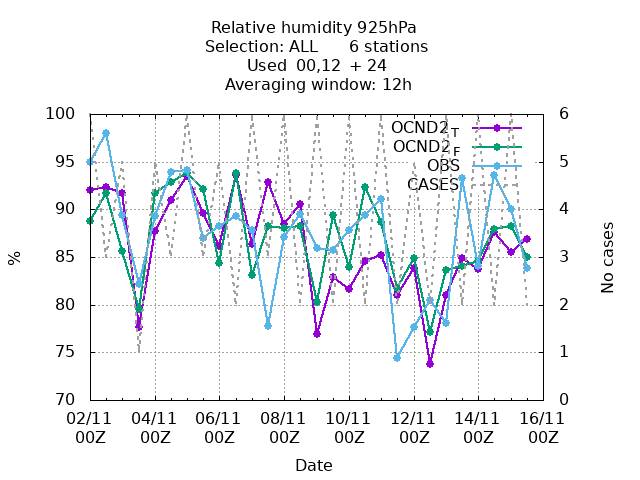 Relative humidity 925hPa
Selection: ALL 6 stations
Used 00,12 + 24
Averaging window: 12h
100 6
OCND2T
OCND2F
95 OBS 5
CASES
90 4
85 3
80 2
75 1
70 0
% No cases
02/11 04/11 06/11 08/11 10/11 12/11 14/11 16/11
00Z 00Z 00Z 00Z 00Z 00Z 00Z 00Z
Date